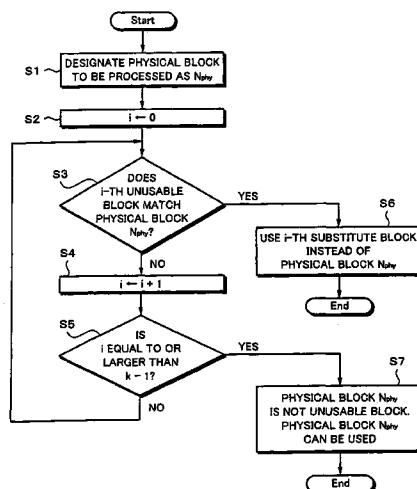 Start
S1
DESIGNATE PHYSICAL BLOCK
TO BE PROCESSED AS Nphy
S2
i ← 0
S3
DOES
i-TH UNUSABLE
BLOCK MATCH
PHYSICAL BLOCK
Nphy?
YES
S6
USE i-TH SUBSTITUTE BLOCK
INSTEAD OF
PHYSICAL BLOCK Nphy
End
NO
S4
i ← i + 1
S5
IS
i EQUAL TO OR
LARGER THAN
k − 1?
YES
S7
PHYSICAL BLOCK Nphy
IS NOT UNUSABLE BLOCK.
PHYSICAL BLOCK Nphy
CAN BE USED
NO
End